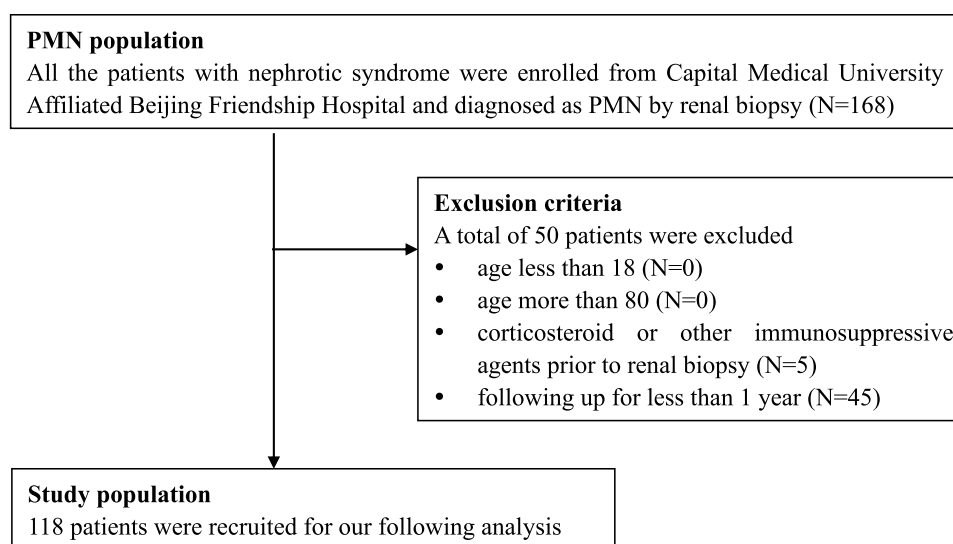 PMN population
All the patients with nephrotic syndrome were enrolled from Capital Medical University
Affiliated Beijing Friendship Hospital and diagnosed as PMN by renal biopsy (N=168)
Exclusion criteria
A total of 50 patients were excluded
• age less than 18 (N=0)
• age more than 80 (N=0)
• corticosteroid or other immunosuppressive
agents prior to renal biopsy (N=5)
• following up for less than 1 year (N=45)
Study population
118 patients were recruited for our following analysis